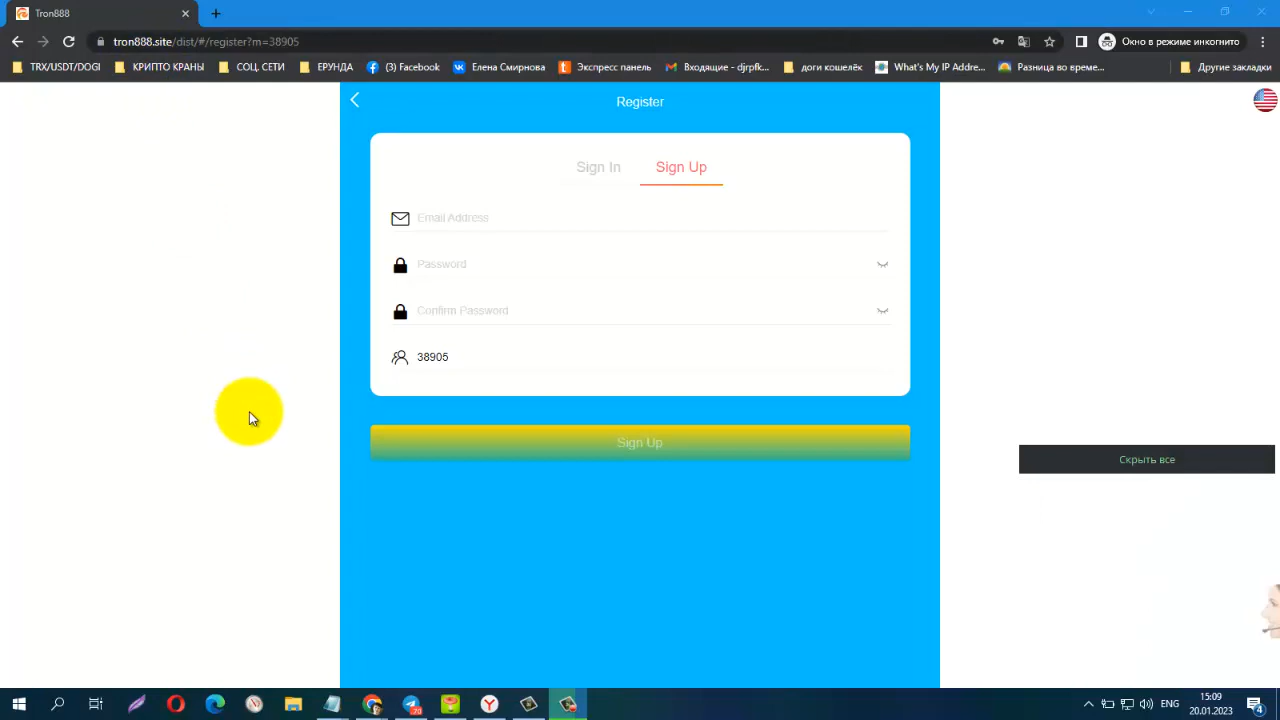 Tron888
tron888.site/dist/#/register?m=38905
Окно в режиме инкогнито
TRX/USDT/DOGI
КРИПТО КРАНЫ
СОЦ. СЕТИ
ЕРУНДА
(3) Facebook
Елена Смирнова
Экспресс панель
Входящие - djrpfk...
доги кошелёк
What's My IP Addre...
Разница во време...
Другие закладки
Register
Sign In
Sign Up
Email Address
Password
Confirm Password
38905
Sign Up
Скрыть все
70
15:09
ENG
20.01.2023
4